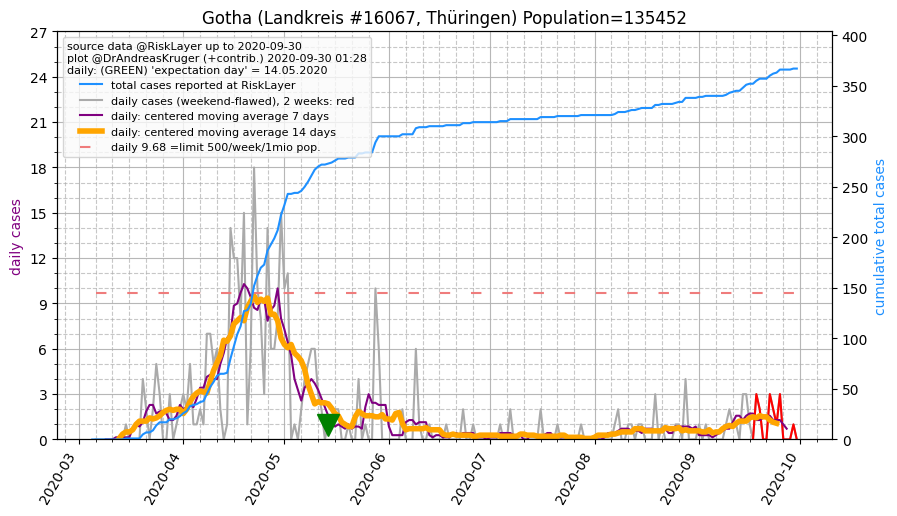 Gotha (Landkreis #16067, Thüringen) Population=135452
source data @RiskLayer up to 2020-09-30
plot @DrAndreasKruger (+contrib.) 2020-09-30 01:28
daily: (GREEN) 'expectation day' = 14.05.2020
total cases reported at RiskLayer
daily cases (weekend-flawed), 2 weeks: red
daily: centered moving average 7 days
daily: centered moving average 14 days
daily 9.68 =limit 500/week/1mio pop.
daily cases
27
24
21
18
15
12
9
6
3
0
cumulative total cases
400
350
300
250
200
150
100
50
0
2020-03
2020-04
2020-05
2020-06
2020-07
2020-08
2020-09
2020-10